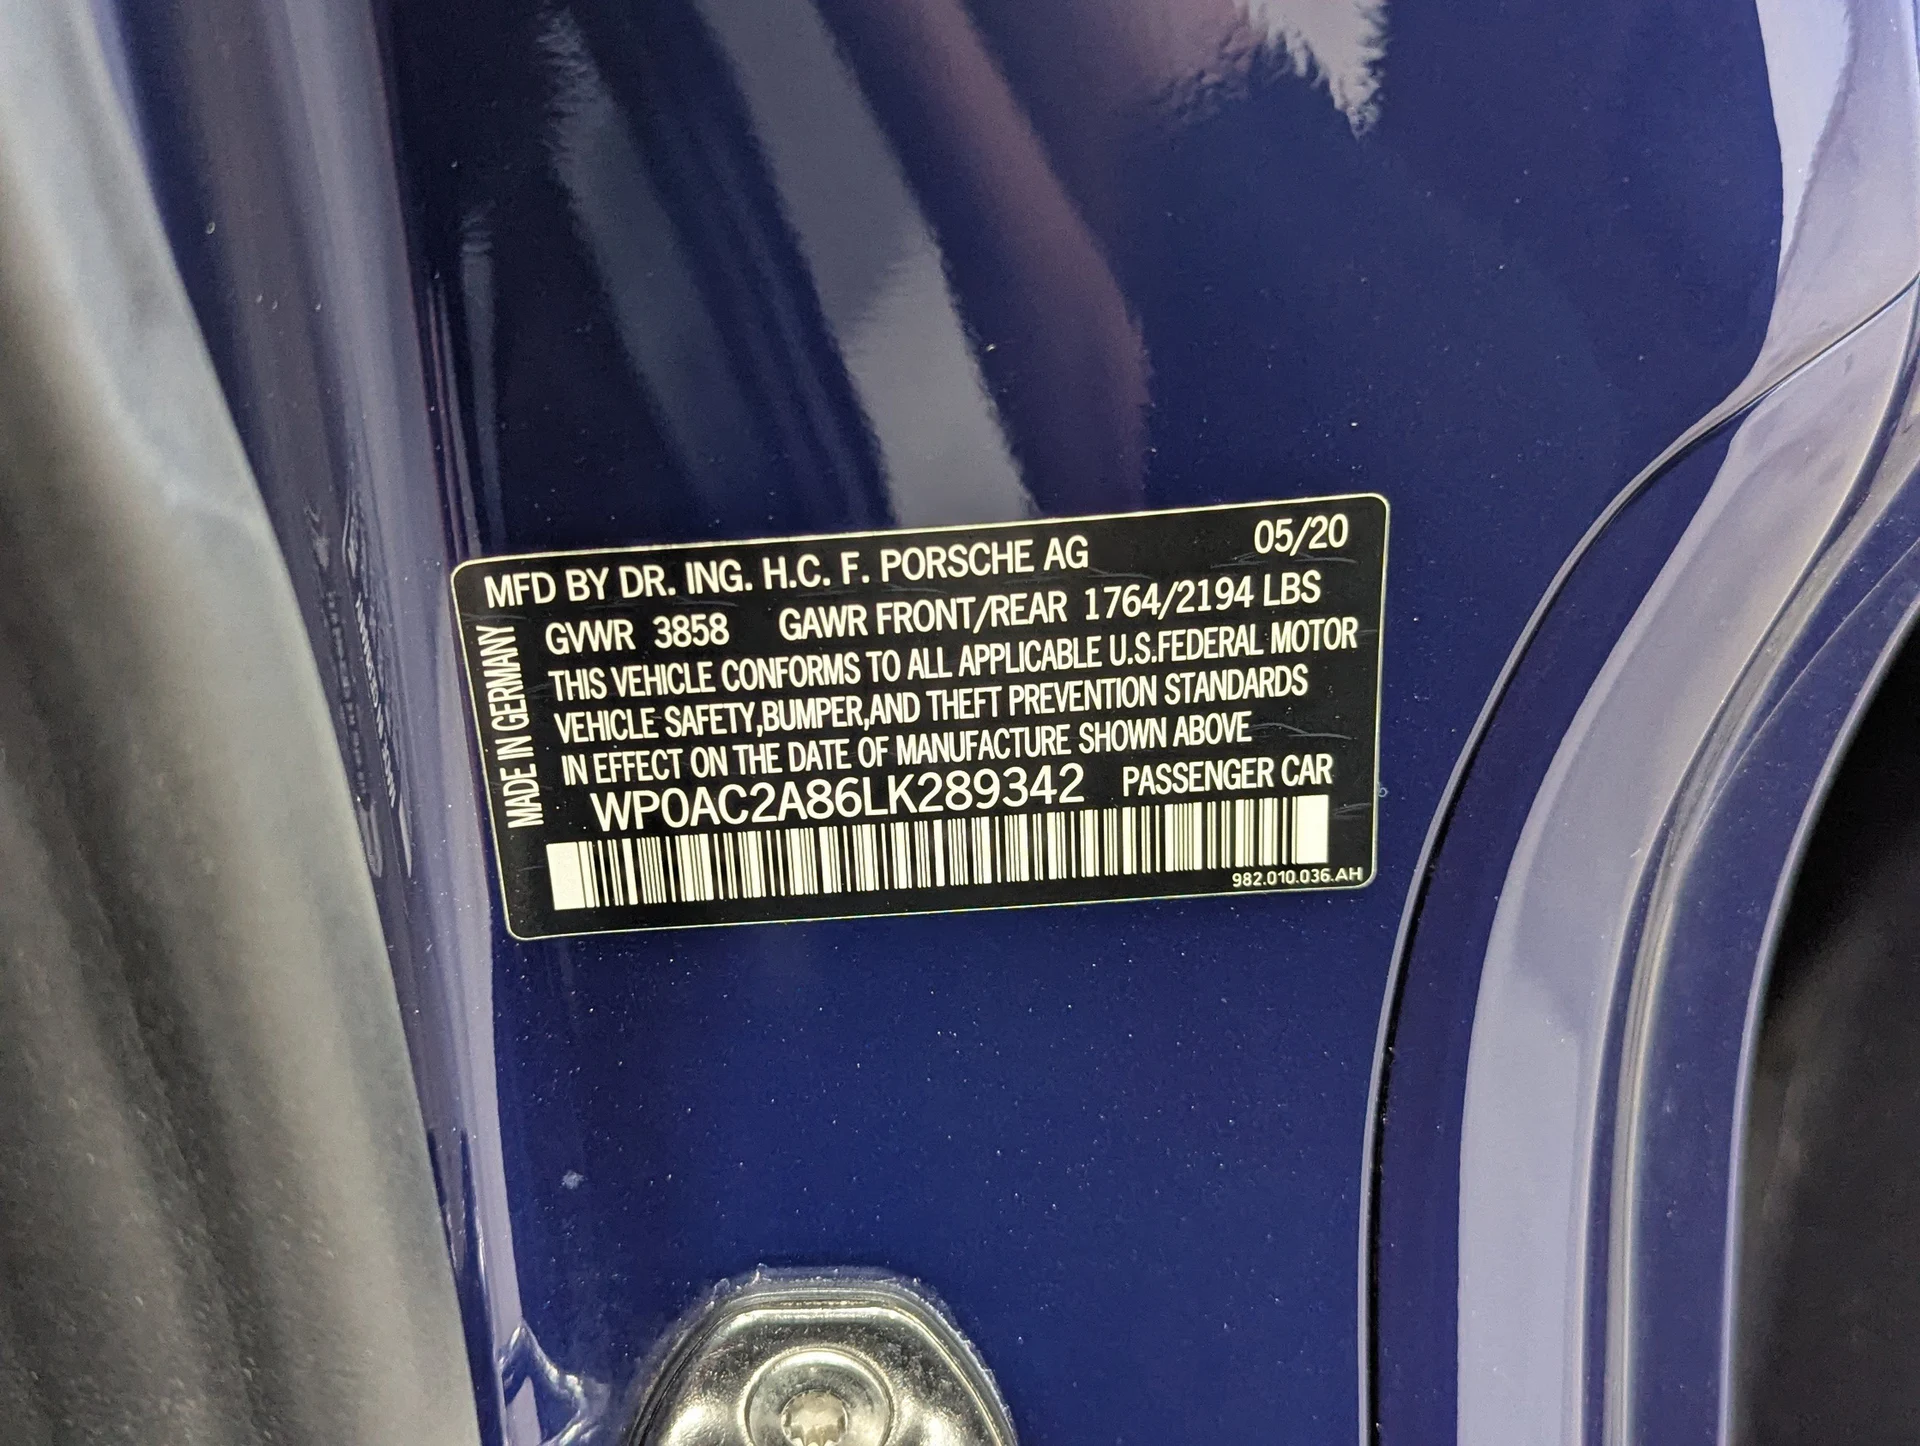 MFD BY DR. ING. H.C. F. PORSCHE AG 05/20
GVWR 3858 GAWR FRONT/REAR 1764/2194 LBS
THIS VEHICLE CONFORMS TO ALL APPLICABLE U.S.FEDERAL MOTOR
VEHICLE SAFETY,BUMPER,AND THEFT PREVENTION STANDARDS
IN EFFECT ON THE DATE OF MANUFACTURE SHOWN ABOVE
WP0AC2A86LK289342 PASSENGER CAR
982.010.036.AH
MADE IN GERMANY